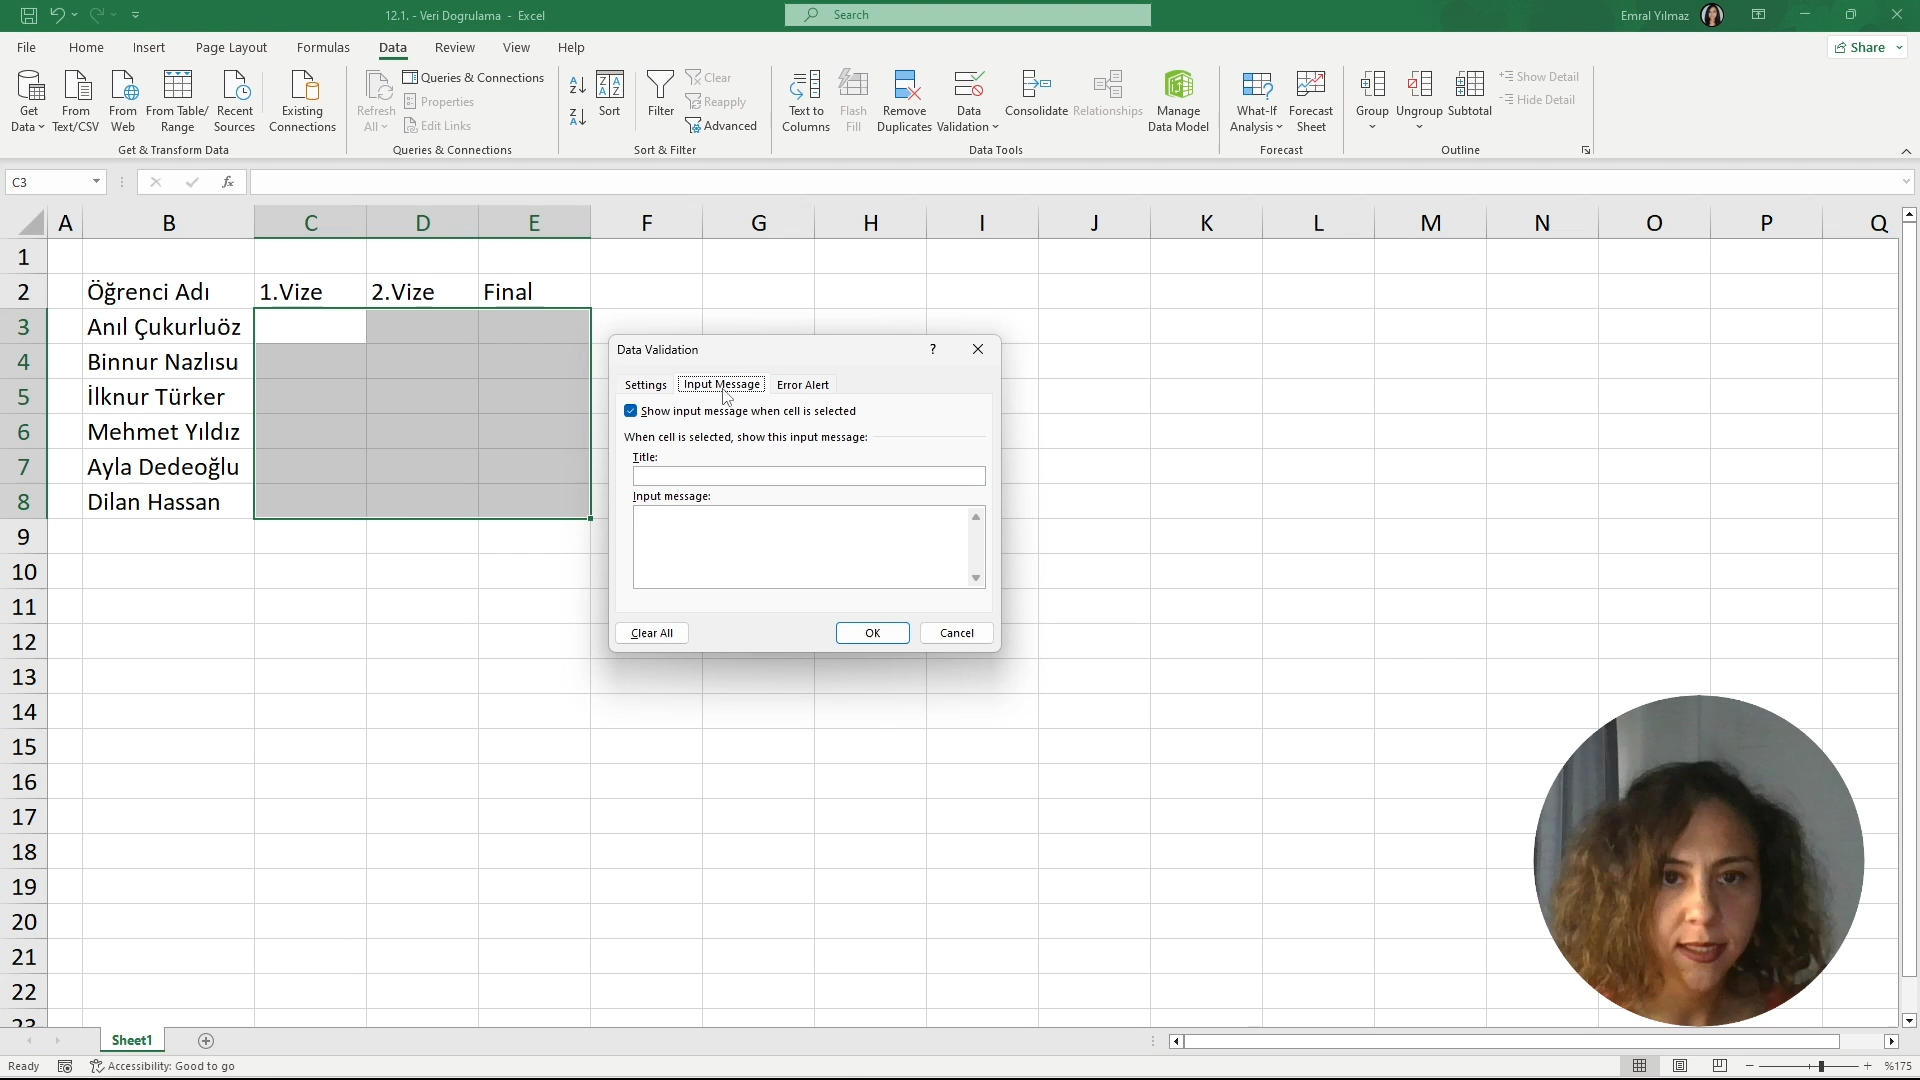 12.1. - Veri Dogrulama - Excel
Search
Emral Yılmaz
File Home Insert Page Layout Formulas Data Review View Help
Share
Get Data
From Text/CSV
From Web
From Table/ Range
Recent Sources
Existing Connections
Get & Transform Data
Refresh All
Queries & Connections
Properties
Edit Links
Queries & Connections
Sort
Filter
Clear
Reapply
Advanced
Sort & Filter
Text to Columns
Flash Fill
Remove Duplicates
Data Validation
Consolidate
Relationships
Manage Data Model
Data Tools
What-If Analysis
Forecast Sheet
Forecast
Group
Ungroup
Subtotal
Show Detail
Hide Detail
Outline
C3
fx
A B C D E F G H I J K L M N O P Q
1
2 Öğrenci Adı 1.Vize 2.Vize Final
3 Anıl Çukurluöz
4 Binnur Nazlısu
5 İlknur Türker
6 Mehmet Yıldız
7 Ayla Dedeoğlu
8 Dilan Hassan
9
10
11
12
13
14
15
16
17
18
19
20
21
22
23
Data Validation
?
Settings Input Message Error Alert
Show input message when cell is selected
When cell is selected, show this input message:
Title:
Input message:
Clear All OK Cancel
Sheet1
Ready
Accessibility: Good to go
%175